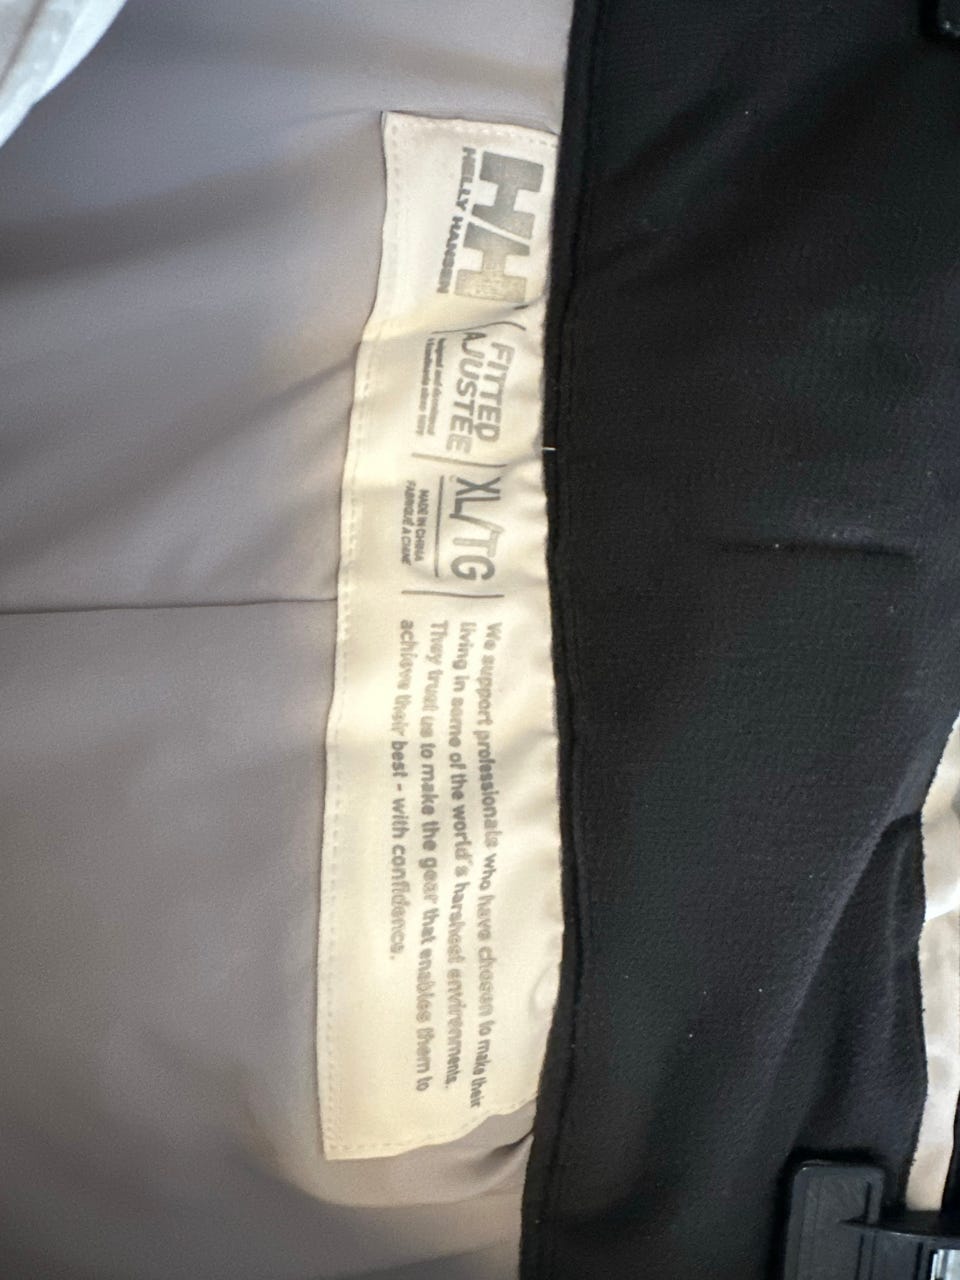 HH
HELLY HANSEN
FITTED
AJUSTÉE
XL/TG
MADE IN CHINA
FABRIQUÉ À CHINE
We support professionals who have chosen to make their
living in some of the world's harshest environments.
They trust us to make the gear that enables them to
achieve their best - with confidence.